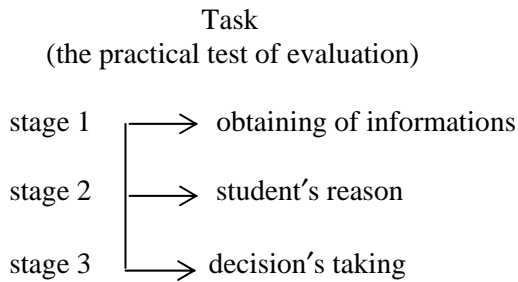 Task
(the practical test of evaluation)
stage 1 obtaining of informations
stage 2 student′s reason
stage 3 decision′s taking